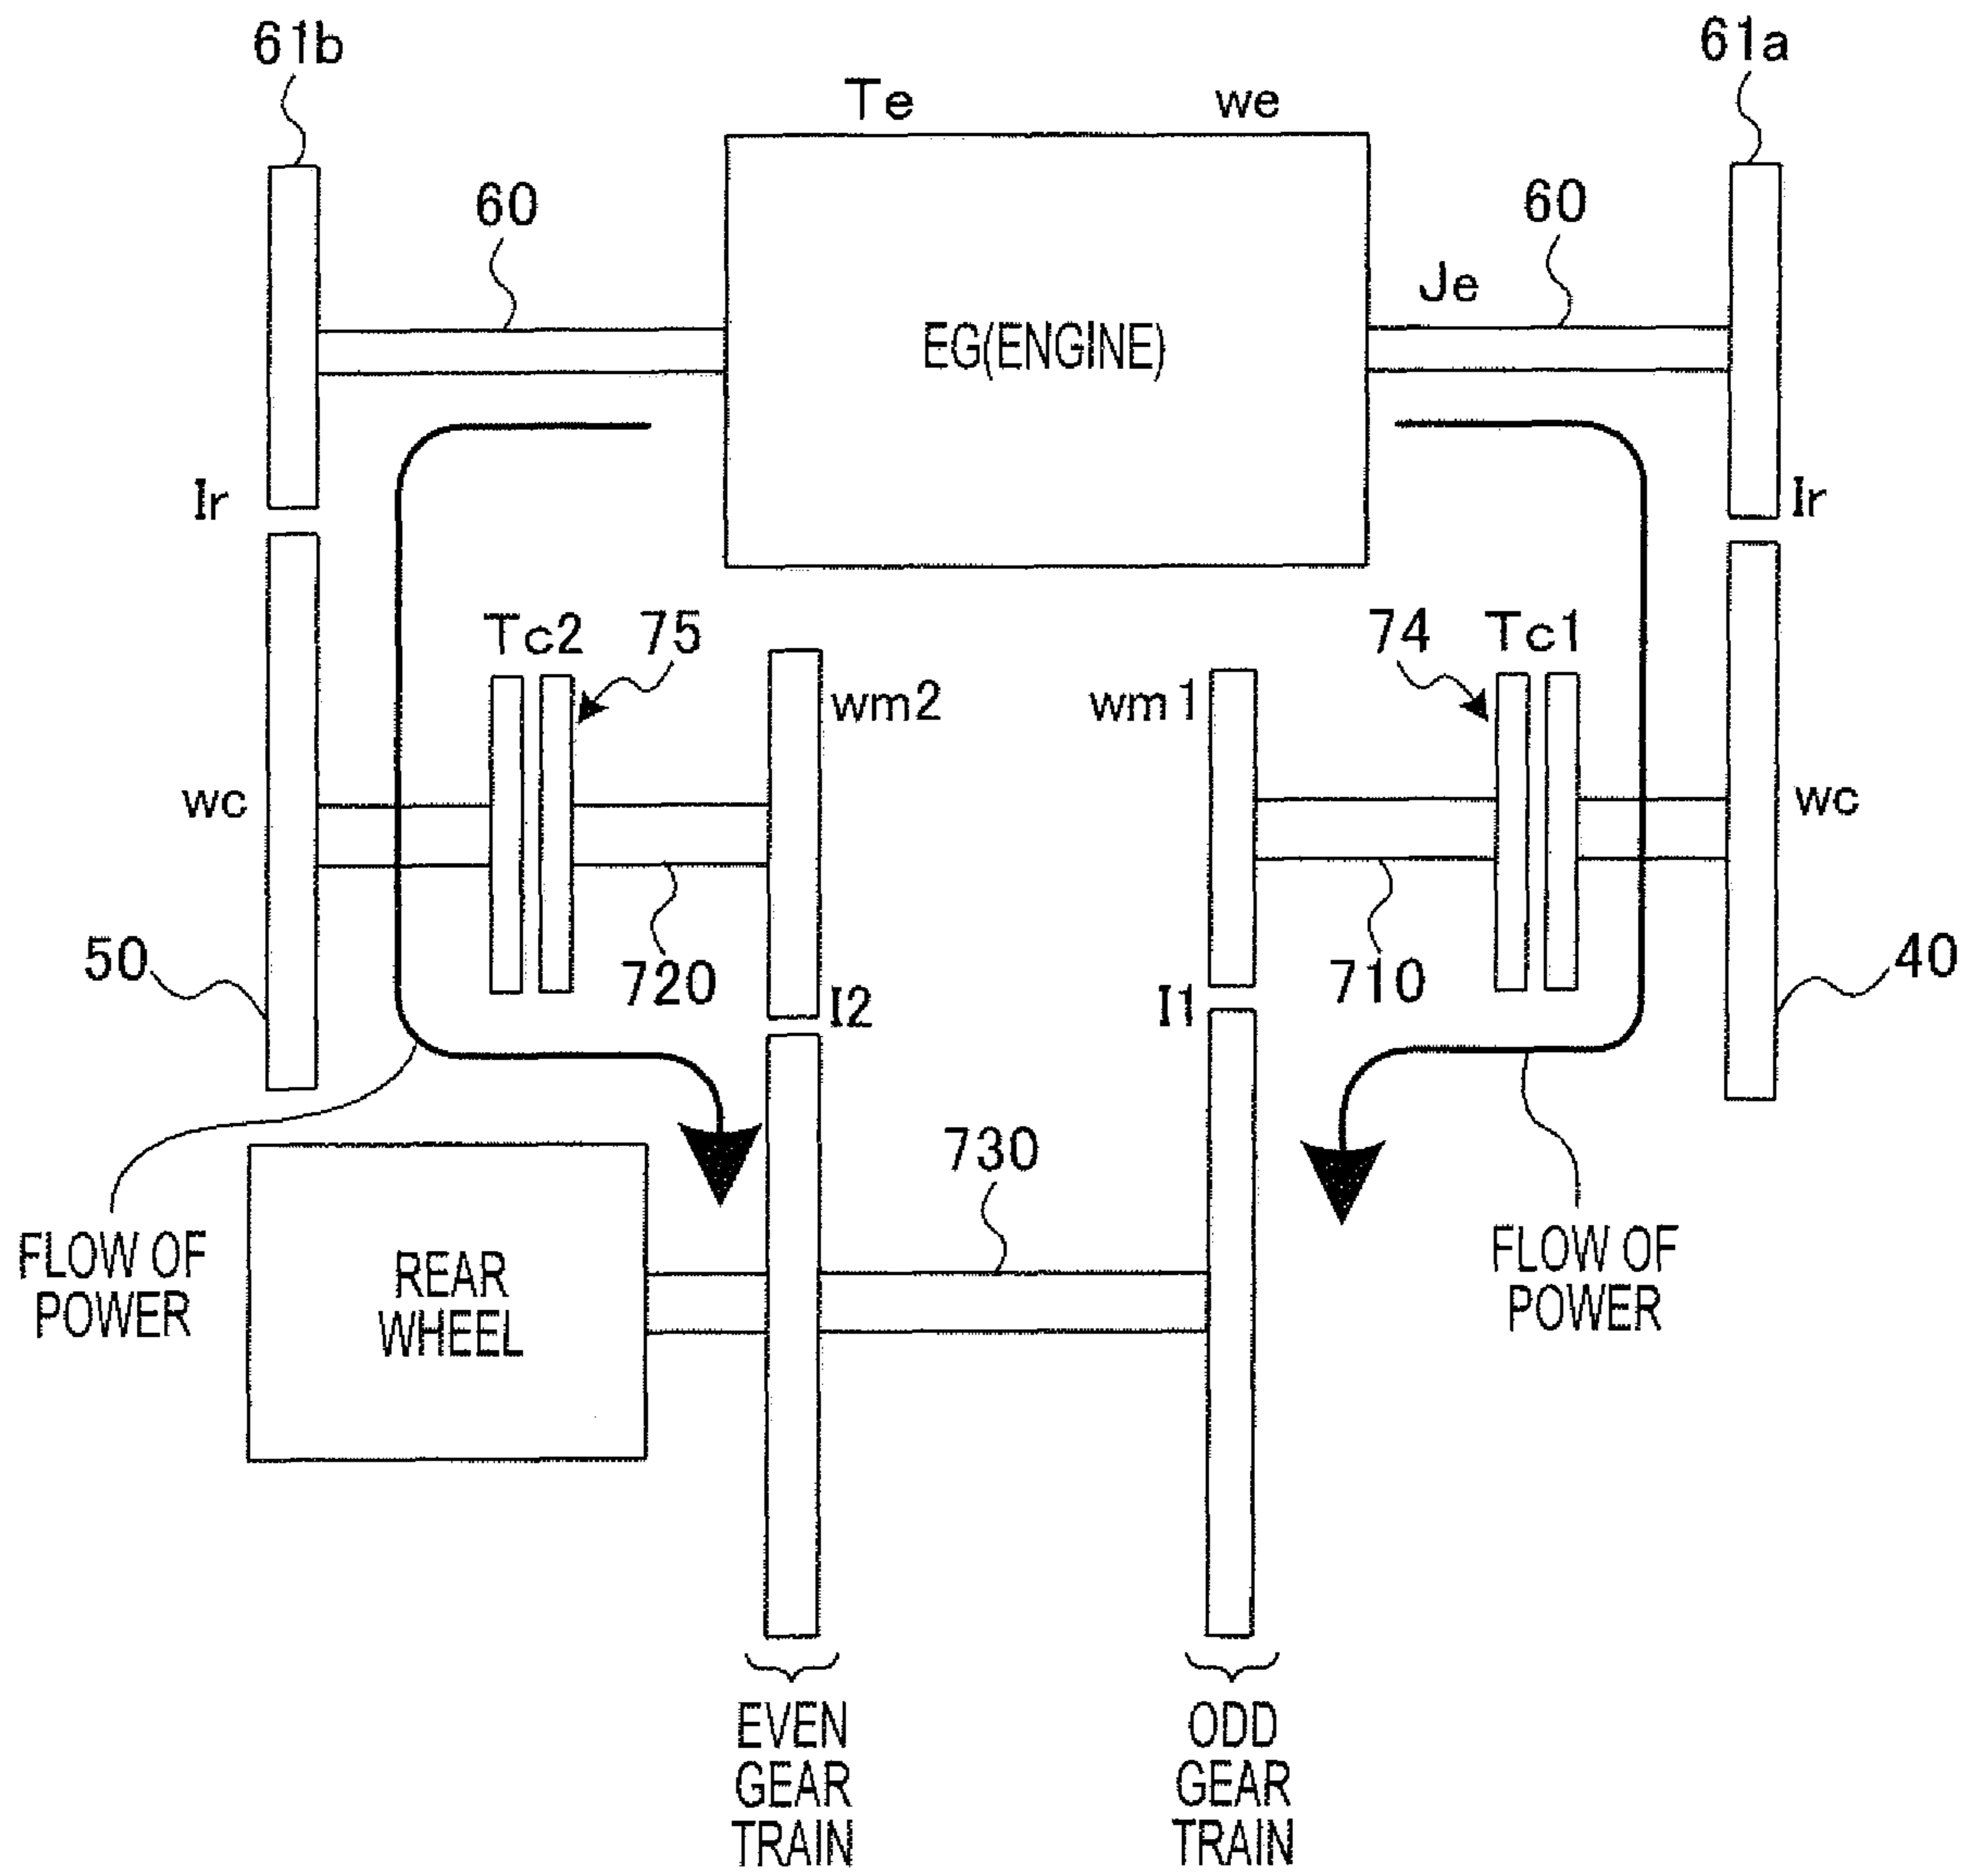 61b
61a
Te
we
60
60
Je
EG(ENGINE)
Ir
Ir
Tc2
75
74
Tc1
wm2
wm1
wc
wc
50
720
I2
I1
710
40
730
FLOW OF
POWER
REAR
WHEEL
FLOW OF
POWER
EVEN
GEAR
TRAIN
ODD
GEAR
TRAIN